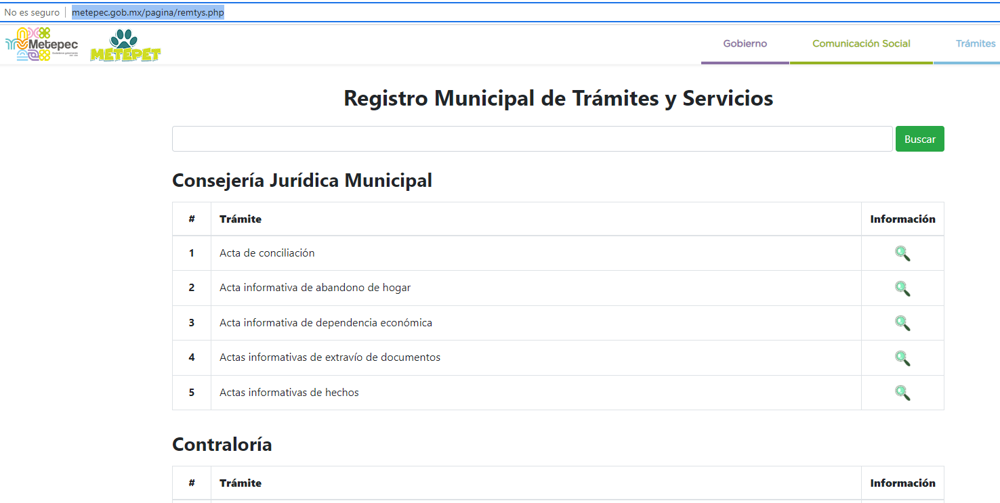 No es seguro | metepec.gob.mx/pagina/remtys.php
Metepec
METEPET
Gobierno
Comunicación Social
Trámites
Registro Municipal de Trámites y Servicios
Buscar
Consejería Jurídica Municipal
# Trámite Información
1 Acta de conciliación
2 Acta informativa de abandono de hogar
3 Acta informativa de dependencia económica
4 Actas informativas de extravío de documentos
5 Actas informativas de hechos
Contraloría
# Trámite Información